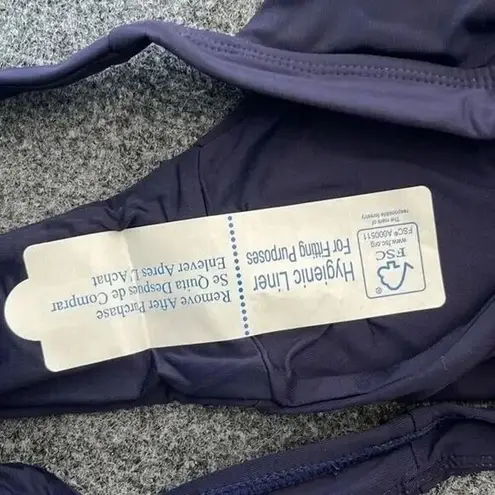 Hygienic Liner
For Fitting Purposes
FSC
www.fsc.org
FSC® A000511
The mark of
responsible forestry
Remove After Purchase
Se Quita Despues de Comprar
Enlever Apres L'Achat